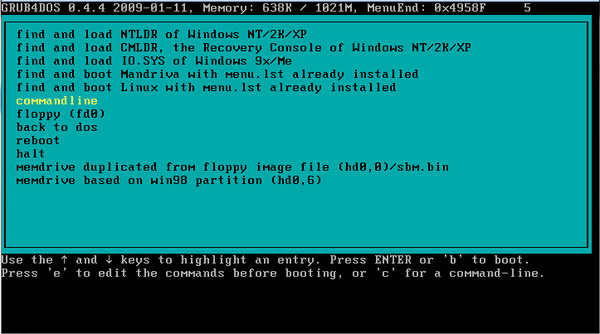 GRUB4DOS 0.4.4 2009-01-11, Memory: 638K / 1021M, MenuEnd: 0x4958F 5
find and load NTLDR of Windows NT/2K/XP
find and load CMLDR, the Recovery Console of Windows NT/2K/XP
find and load IO.SYS of Windows 9x/Me
find and boot Mandriva with menu.lst already installed
find and boot Linux with menu.lst already installed
commandline
floppy (fd0)
back to dos
reboot
halt
memdrive duplicated from floppy image file (hd0,0)/sbm.bin
memdrive based on win98 partition (hd0,6)
Use the ↑ and ↓ keys to highlight an entry. Press ENTER or 'b' to boot.
Press 'e' to edit the commands before booting, or 'c' for a command-line.